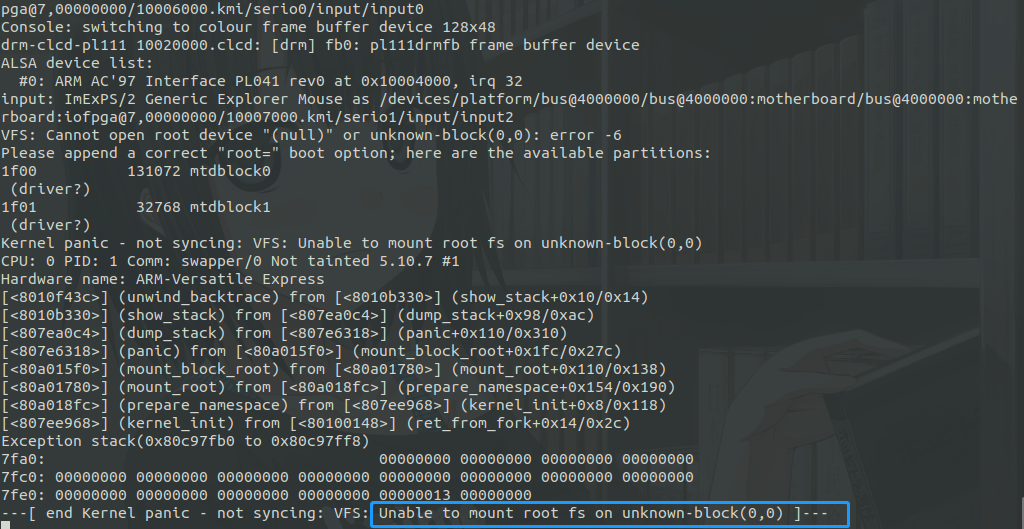 pga@7,00000000/10006000.kmi/serio0/input/input0
Console: switching to colour frame buffer device 128x48
drm-clcd-pl111 10020000.clcd: [drm] fb0: pl111drmfb frame buffer device
ALSA device list:
  #0: ARM AC'97 Interface PL041 rev0 at 0x10004000, irq 32
input: ImExPS/2 Generic Explorer Mouse as /devices/platform/bus@4000000/bus@4000000:motherboard/bus@4000000:mothe
rboard:iofpga@7,00000000/10007000.kmi/serio1/input/input2
VFS: Cannot open root device "(null)" or unknown-block(0,0): error -6
Please append a correct "root=" boot option; here are the available partitions:
1f00          131072 mtdblock0
 (driver?)
1f01           32768 mtdblock1
 (driver?)
Kernel panic - not syncing: VFS: Unable to mount root fs on unknown-block(0,0)
CPU: 0 PID: 1 Comm: swapper/0 Not tainted 5.10.7 #1
Hardware name: ARM-Versatile Express
[<8010f43c>] (unwind_backtrace) from [<8010b330>] (show_stack+0x10/0x14)
[<8010b330>] (show_stack) from [<807ea0c4>] (dump_stack+0x98/0xac)
[<807ea0c4>] (dump_stack) from [<807e6318>] (panic+0x110/0x310)
[<807e6318>] (panic) from [<80a015f0>] (mount_block_root+0x1fc/0x27c)
[<80a015f0>] (mount_block_root) from [<80a01780>] (mount_root+0x110/0x138)
[<80a01780>] (mount_root) from [<80a018fc>] (prepare_namespace+0x154/0x190)
[<80a018fc>] (prepare_namespace) from [<807ee968>] (kernel_init+0x8/0x118)
[<807ee968>] (kernel_init) from [<80100148>] (ret_from_fork+0x14/0x2c)
Exception stack(0x80c97fb0 to 0x80c97ff8)
7fa0:                                     00000000 00000000 00000000 00000000
7fc0: 00000000 00000000 00000000 00000000 00000000 00000000 00000000 00000000
7fe0: 00000000 00000000 00000000 00000000 00000013 00000000
---[ end Kernel panic - not syncing: VFS: Unable to mount root fs on unknown-block(0,0) ]---